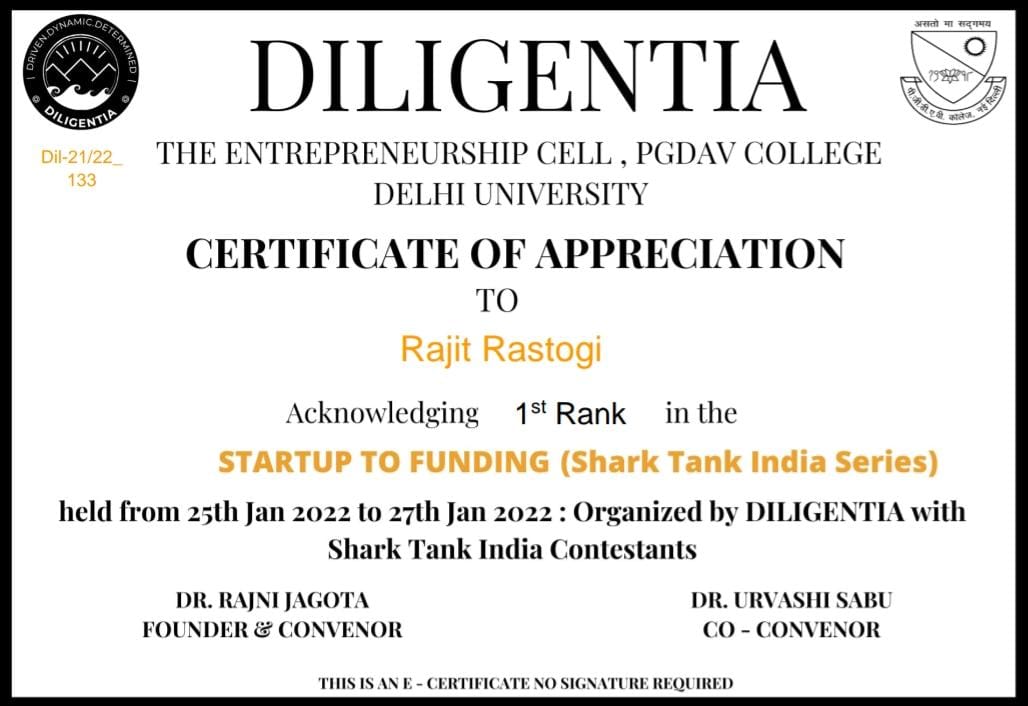 DRIVEN.DYNAMIC.DETERMINED
DILIGENTIA
DILIGENTIA
असतो मा सद्गमय
पी.जी.डी.ए.वी. कॉलेज, नई दिल्ली
Dil-21/22_
133
THE ENTREPRENEURSHIP CELL , PGDAV COLLEGE
DELHI UNIVERSITY
CERTIFICATE OF APPRECIATION
TO
Rajit Rastogi
Acknowledging 1st Rank in the
STARTUP TO FUNDING (Shark Tank India Series)
held from 25th Jan 2022 to 27th Jan 2022 : Organized by DILIGENTIA with
Shark Tank India Contestants
DR. RAJNI JAGOTA
FOUNDER & CONVENOR
DR. URVASHI SABU
CO - CONVENOR
THIS IS AN E - CERTIFICATE NO SIGNATURE REQUIRED